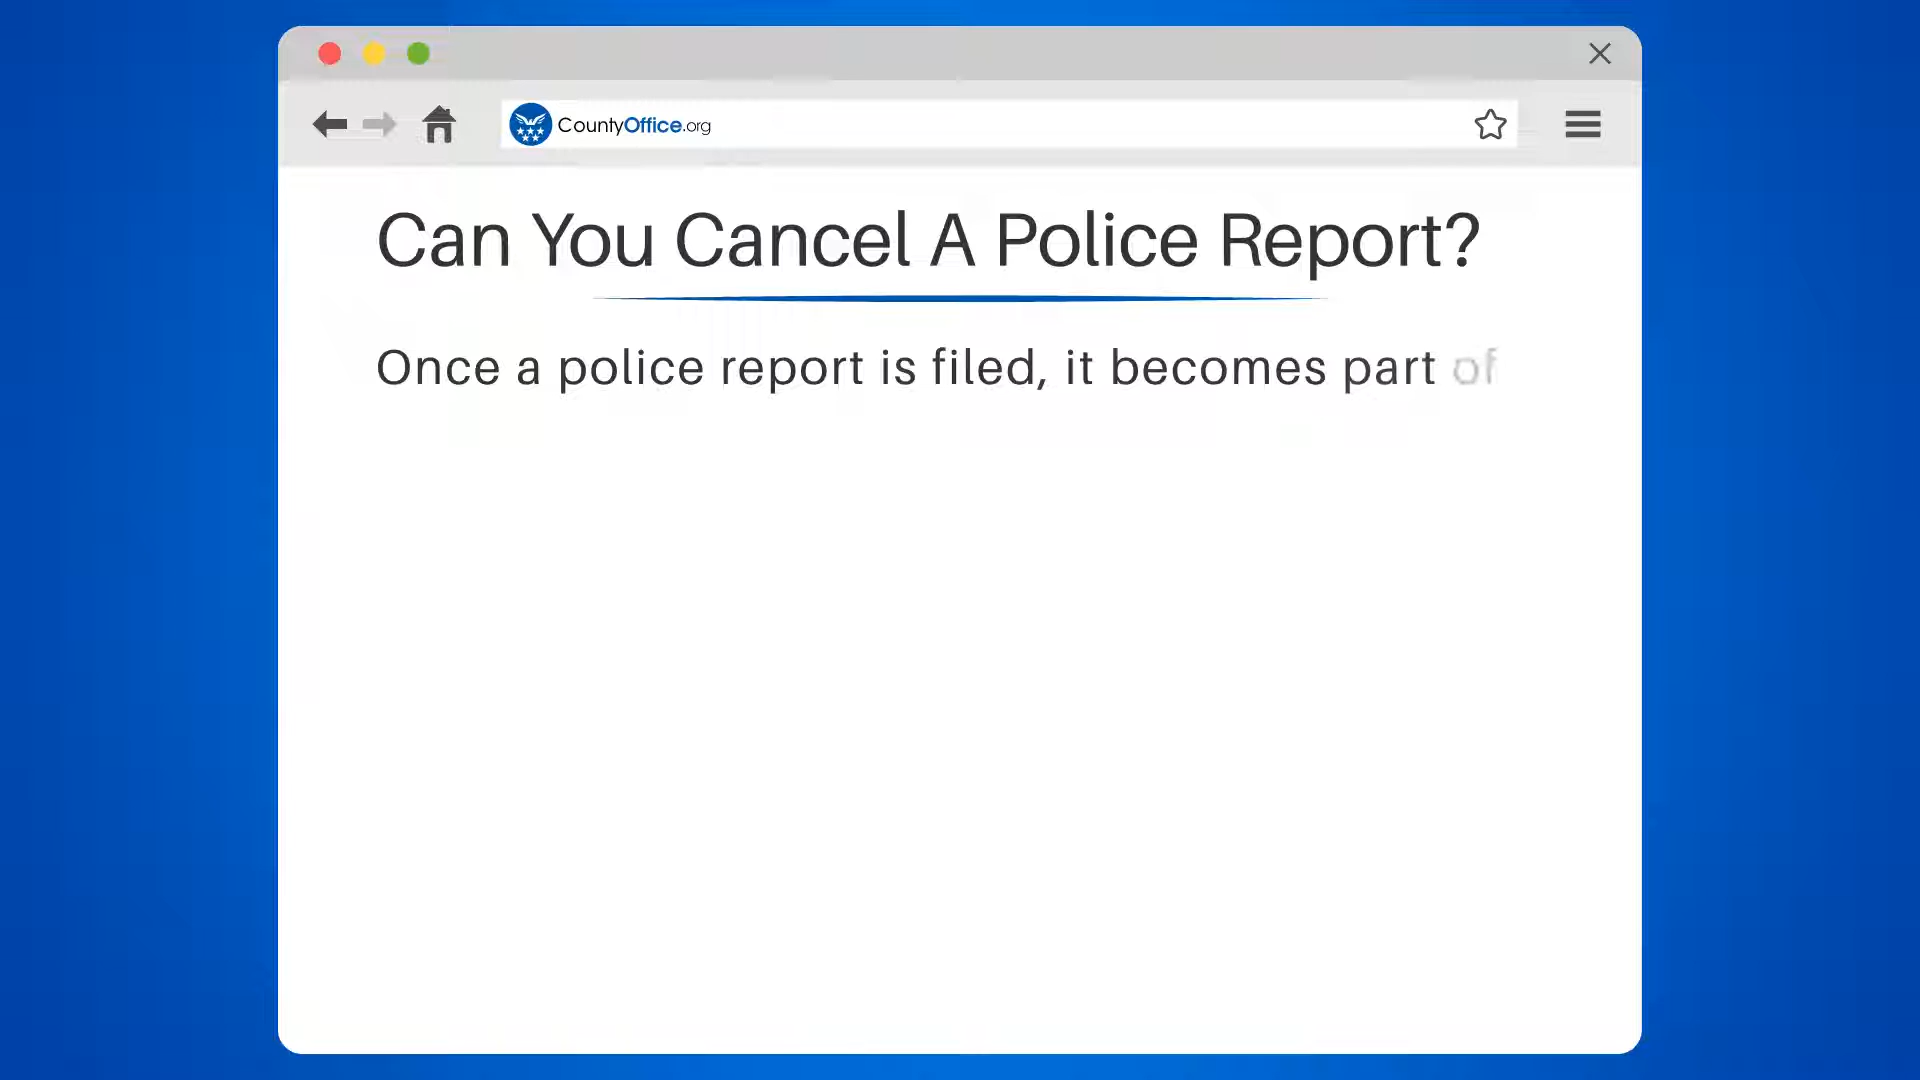 CountyOffice.org
Can You Cancel A Police Report?
Once a police report is filed, it becomes part of